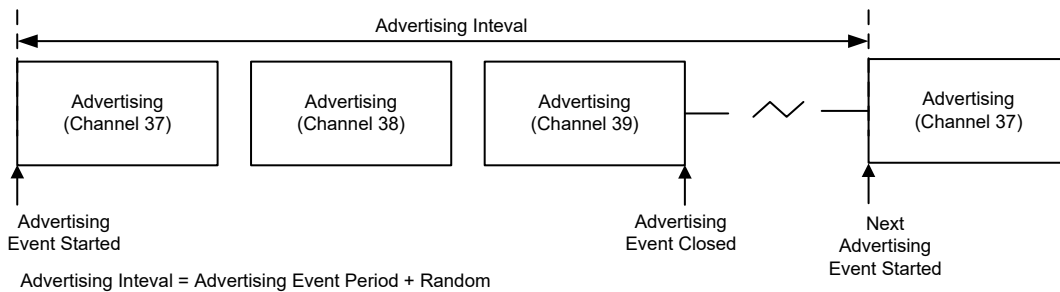 Advertising Inteval
Advertising
(Channel 37)
Advertising
(Channel 38)
Advertising
(Channel 39)
Advertising
(Channel 37)
Advertising
Event Started
Advertising
Event Closed
Next
Advertising
Event Started
Advertising Inteval = Advertising Event Period + Random